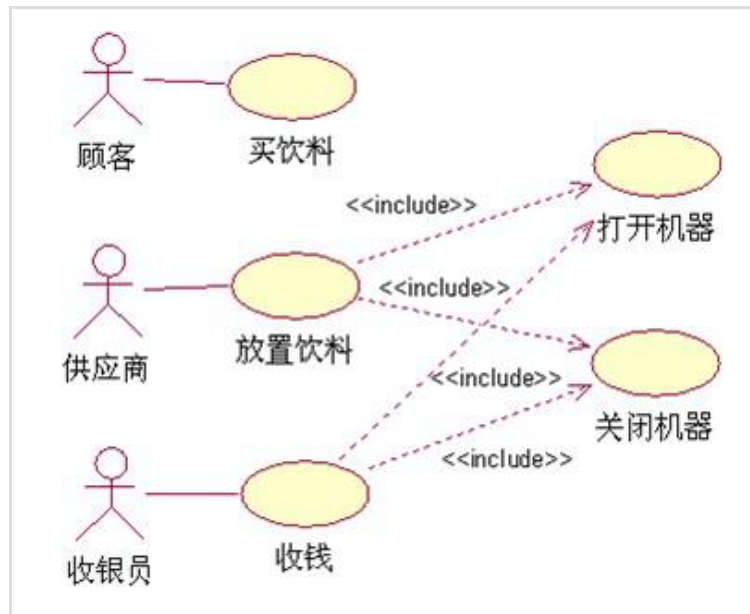 顾客
买饮料
<<include>>
打开机器
<<include>>
供应商
放置饮料
<<include>>
关闭机器
<<include>>
收银员
收钱